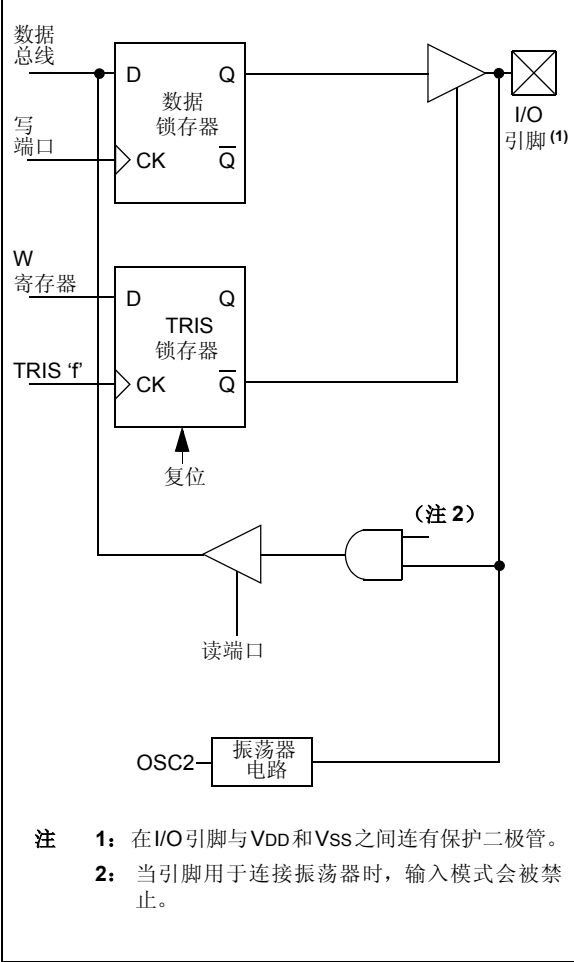 数据
总线
D
Q
数据
锁存器
写
端口
CK
Q
I/O
引脚(1)
W
寄存器
D
Q
TRIS
锁存器
TRIS ‘f’
CK
Q
复位
（注 2）
读端口
OSC2
振荡器
电路
注 1：在I/O引脚与VDD和VSS之间连有保护二极管。
2：当引脚用于连接振荡器时，输入模式会被禁
止。